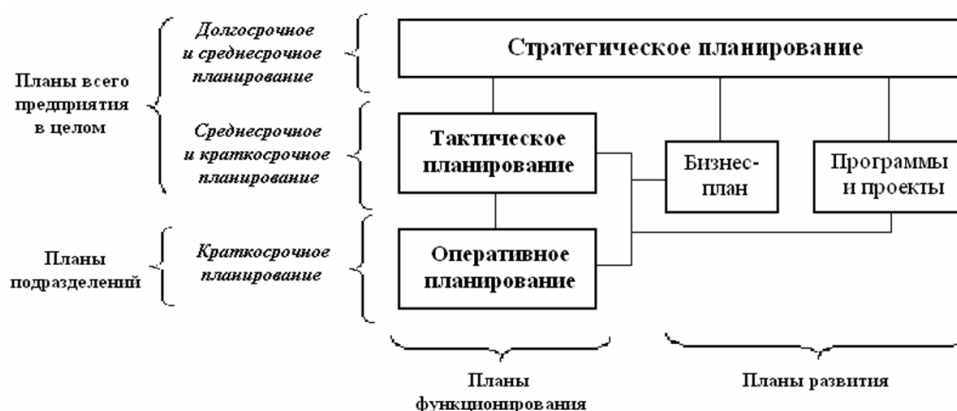 Долгосрочное
и среднесрочное
планирование
Стратегическое планирование
Планы всего
предприятия
в целом
Среднесрочное
и краткосрочное
планирование
Тактическое
планирование
Бизнес-
план
Программы
и проекты
Планы
подразделений
Краткосрочное
планирование
Оперативное
планирование
Планы
функционирования
Планы развития